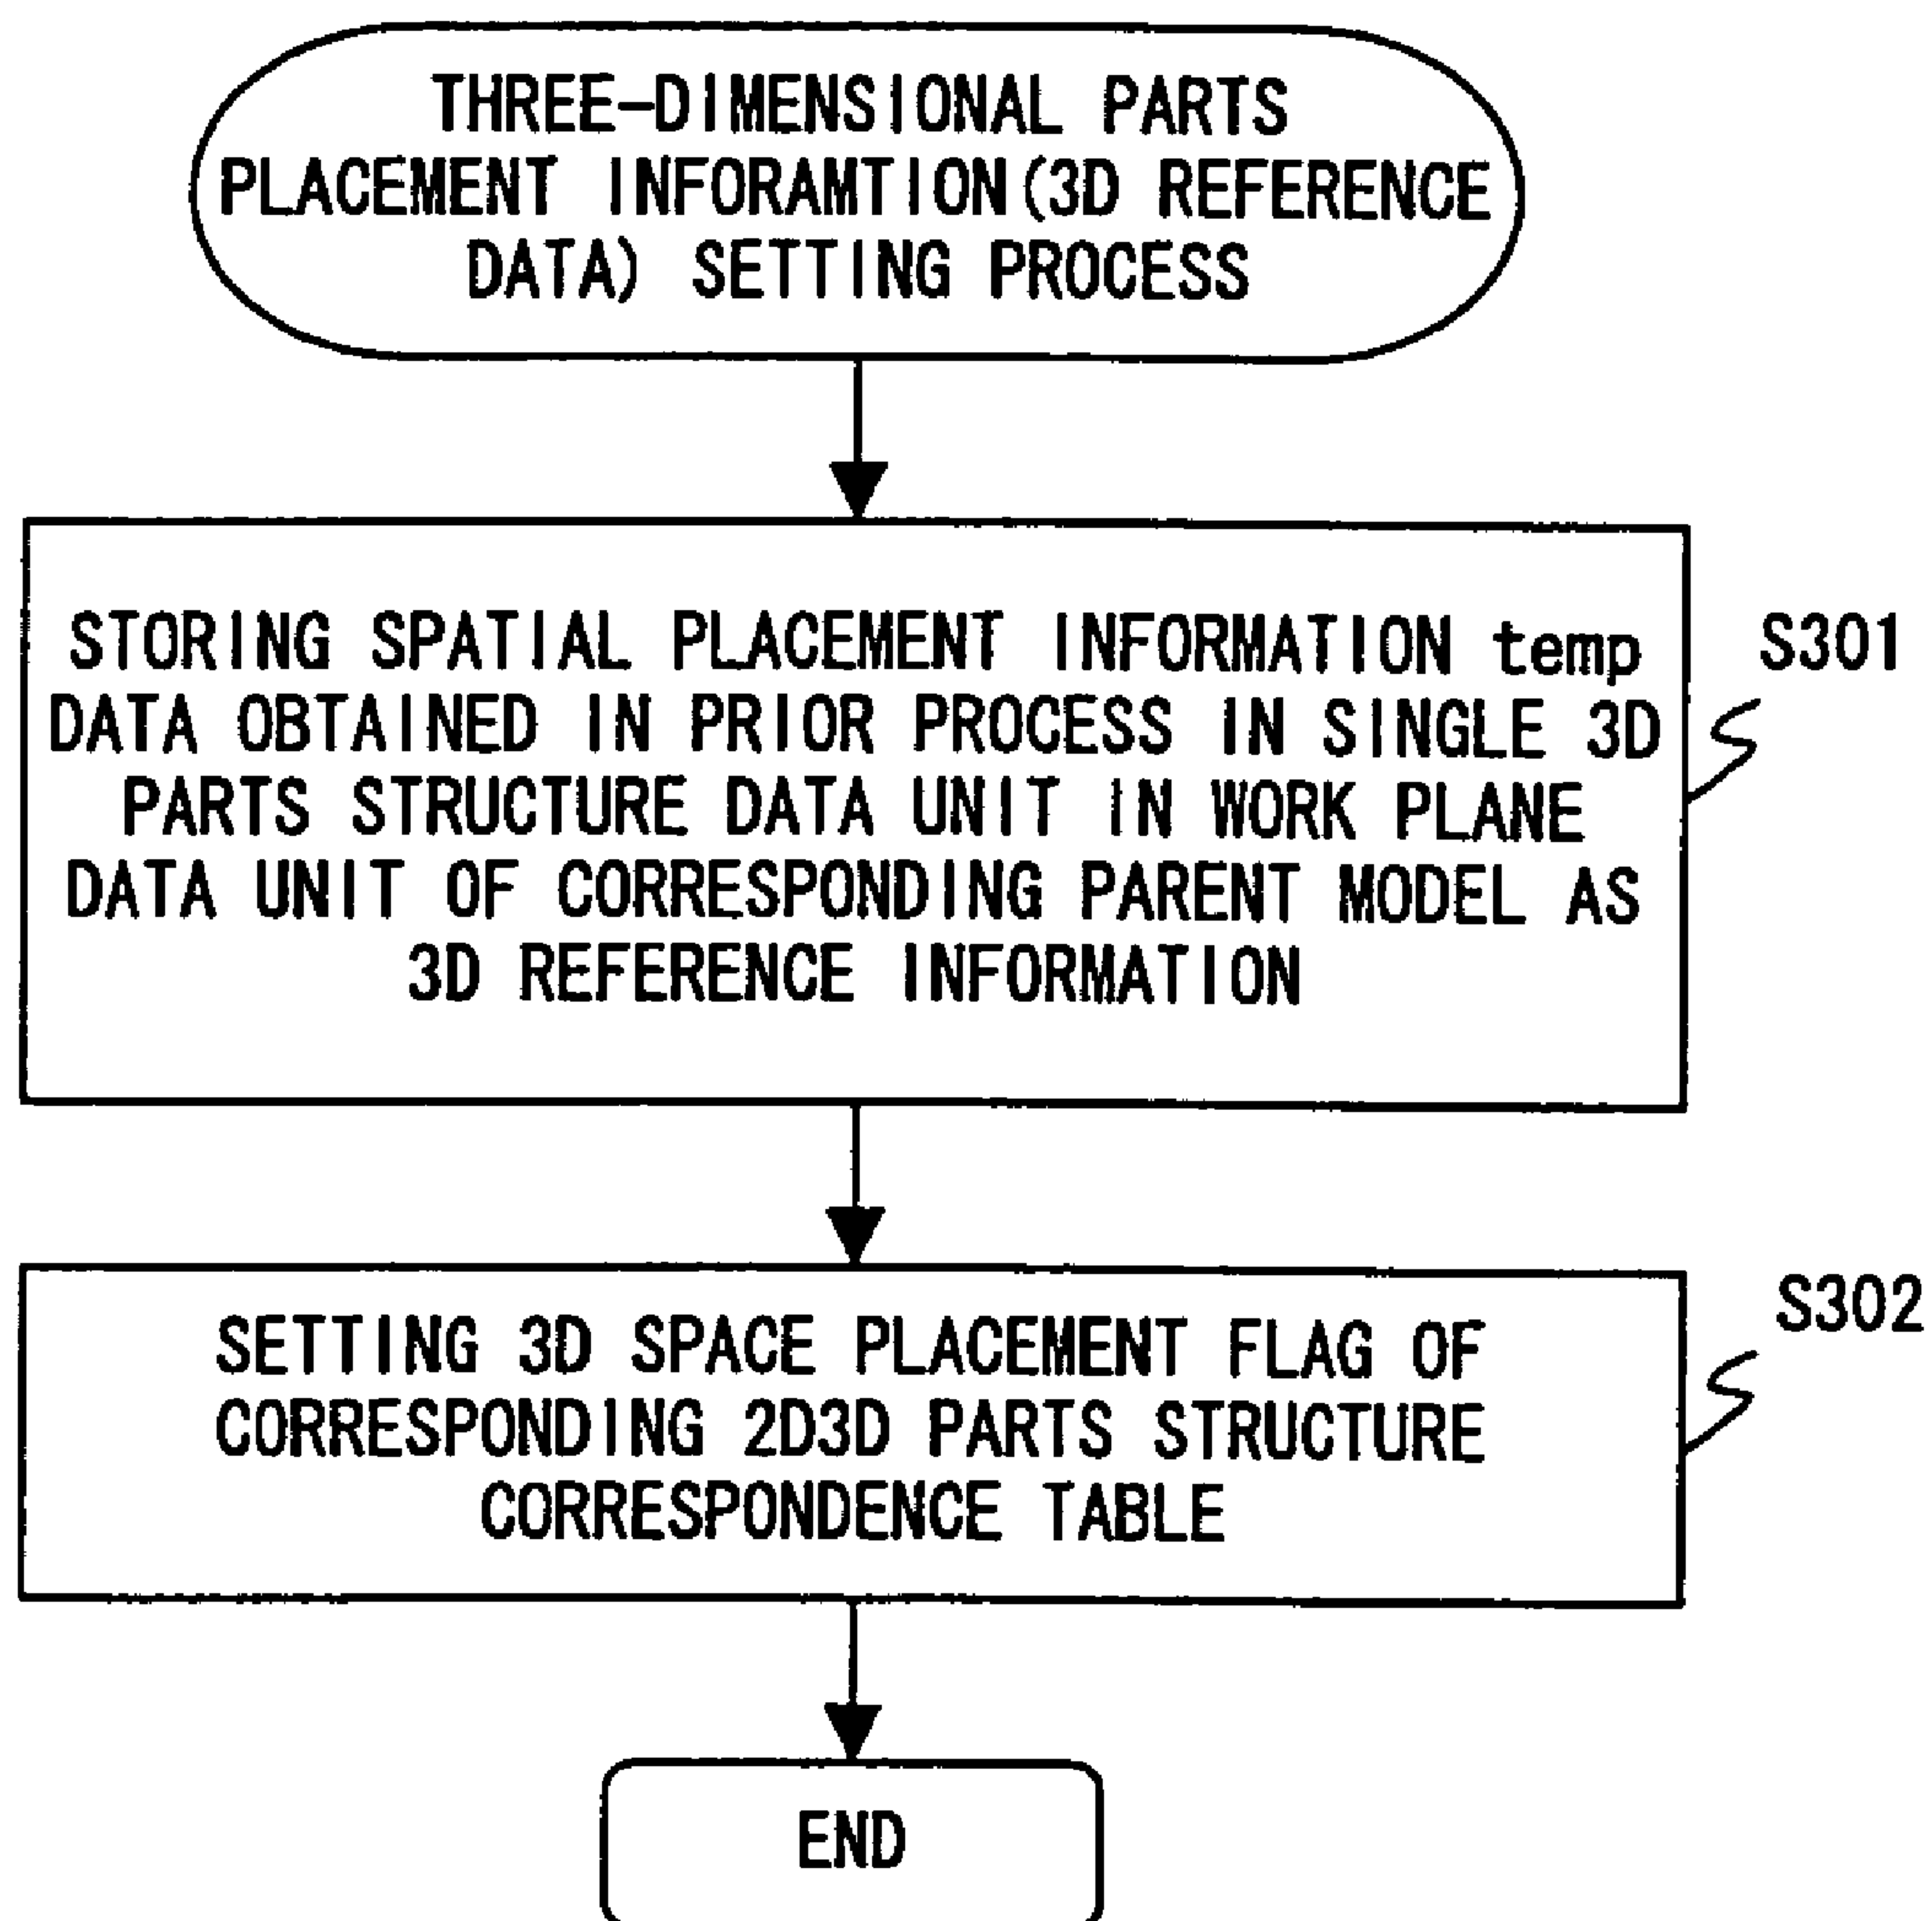 THREE-DIMENSIONAL PARTS
PLACEMENT INFORAMTION(3D REFERENCE
DATA) SETTING PROCESS
STORING SPATIAL PLACEMENT INFORMATION temp
DATA OBTAINED IN PRIOR PROCESS IN SINGLE 3D
PARTS STRUCTURE DATA UNIT IN WORK PLANE
DATA UNIT OF CORRESPONDING PARENT MODEL AS
3D REFERENCE INFORMATION
S301
SETTING 3D SPACE PLACEMENT FLAG OF
CORRESPONDING 2D3D PARTS STRUCTURE
CORRESPONDENCE TABLE
S302
END